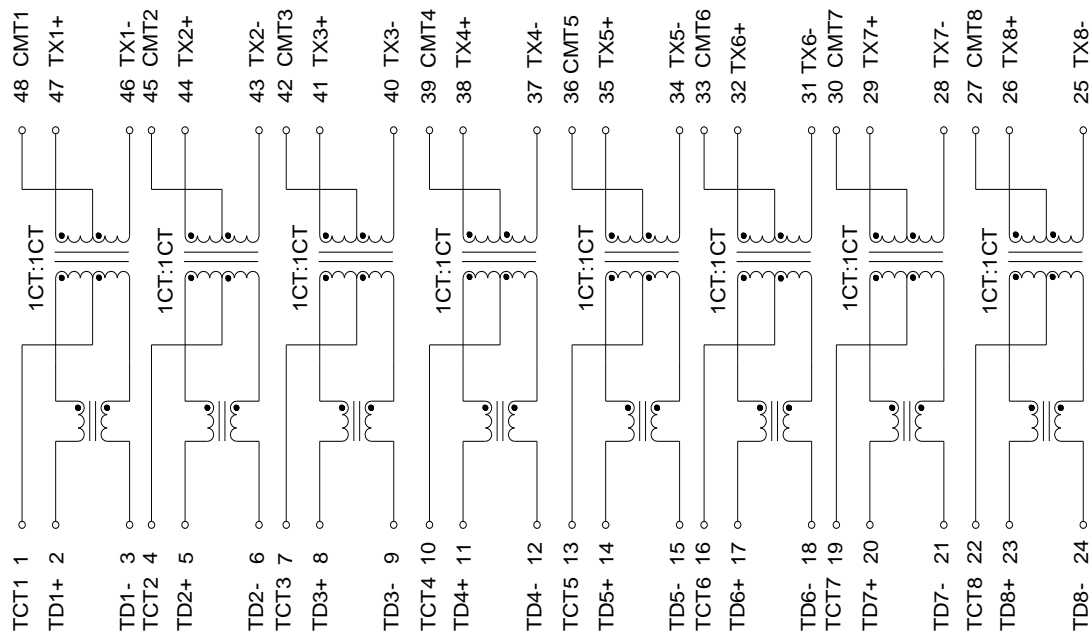 48 CMT1
47 TX1+
46 TX1-
45 CMT2
44 TX2+
43 TX2-
42 CMT3
41 TX3+
40 TX3-
39 CMT4
38 TX4+
37 TX4-
36 CMT5
35 TX5+
34 TX5-
33 CMT6
32 TX6+
31 TX6-
30 CMT7
29 TX7+
28 TX7-
27 CMT8
26 TX8+
25 TX8-
1CT:1CT
1CT:1CT
1CT:1CT
1CT:1CT
1CT:1CT
1CT:1CT
1CT:1CT
1CT:1CT
TCT1 1
TD1+ 2
TD1- 3
TCT2 4
TD2+ 5
TD2- 6
TCT3 7
TD3+ 8
TD3- 9
TCT4 10
TD4+ 11
TD4- 12
TCT5 13
TD5+ 14
TD5- 15
TCT6 16
TD6+ 17
TD6- 18
TCT7 19
TD7+ 20
TD7- 21
TCT8 22
TD8+ 23
TD8- 24